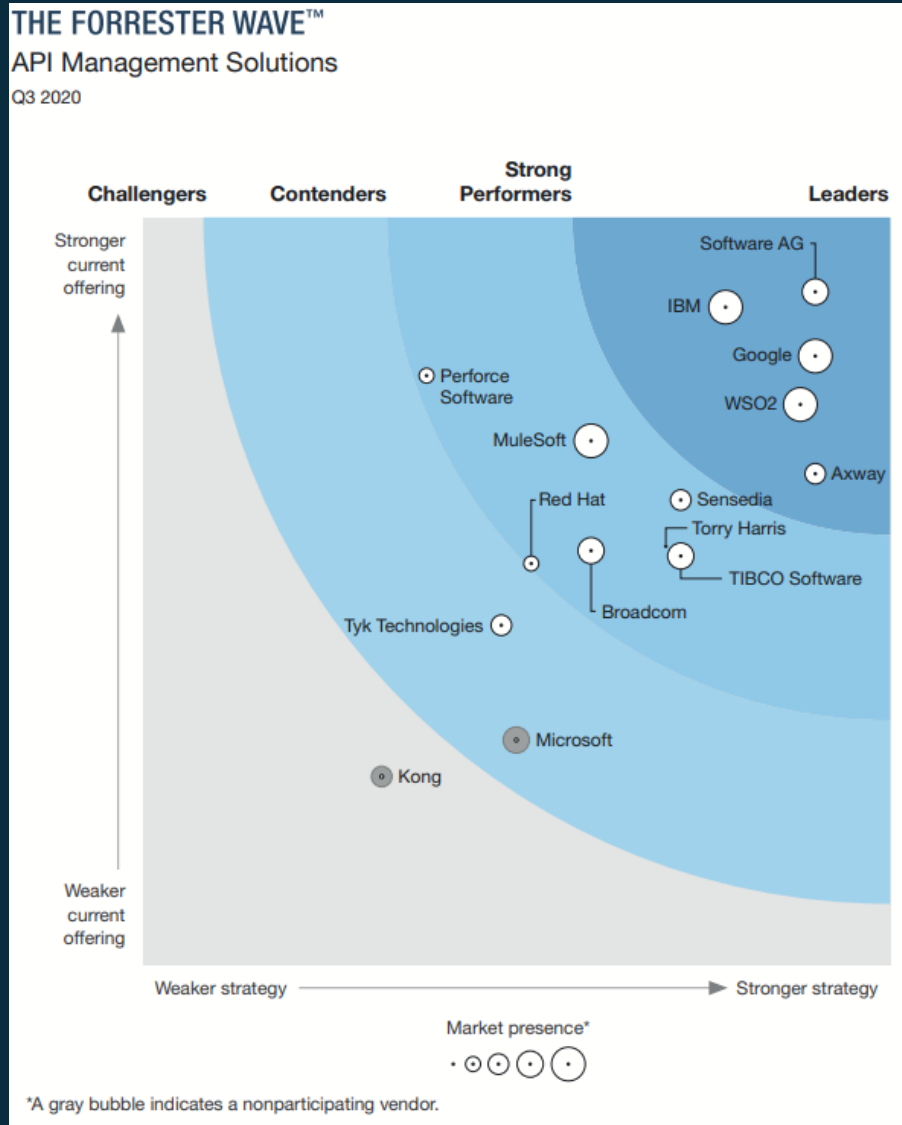 THE FORRESTER WAVE™
API Management Solutions
Q3 2020
Challengers
Contenders
Strong
Performers
Leaders
Stronger
current
offering
Software AG
IBM
Google
WSO2
Perforce
Software
MuleSoft
Axway
Red Hat
Sensedia
Torry Harris
TIBCO Software
Broadcom
Tyk Technologies
Microsoft
Kong
Weaker
current
offering
Weaker strategy
Stronger strategy
Market presence*
*A gray bubble indicates a nonparticipating vendor.